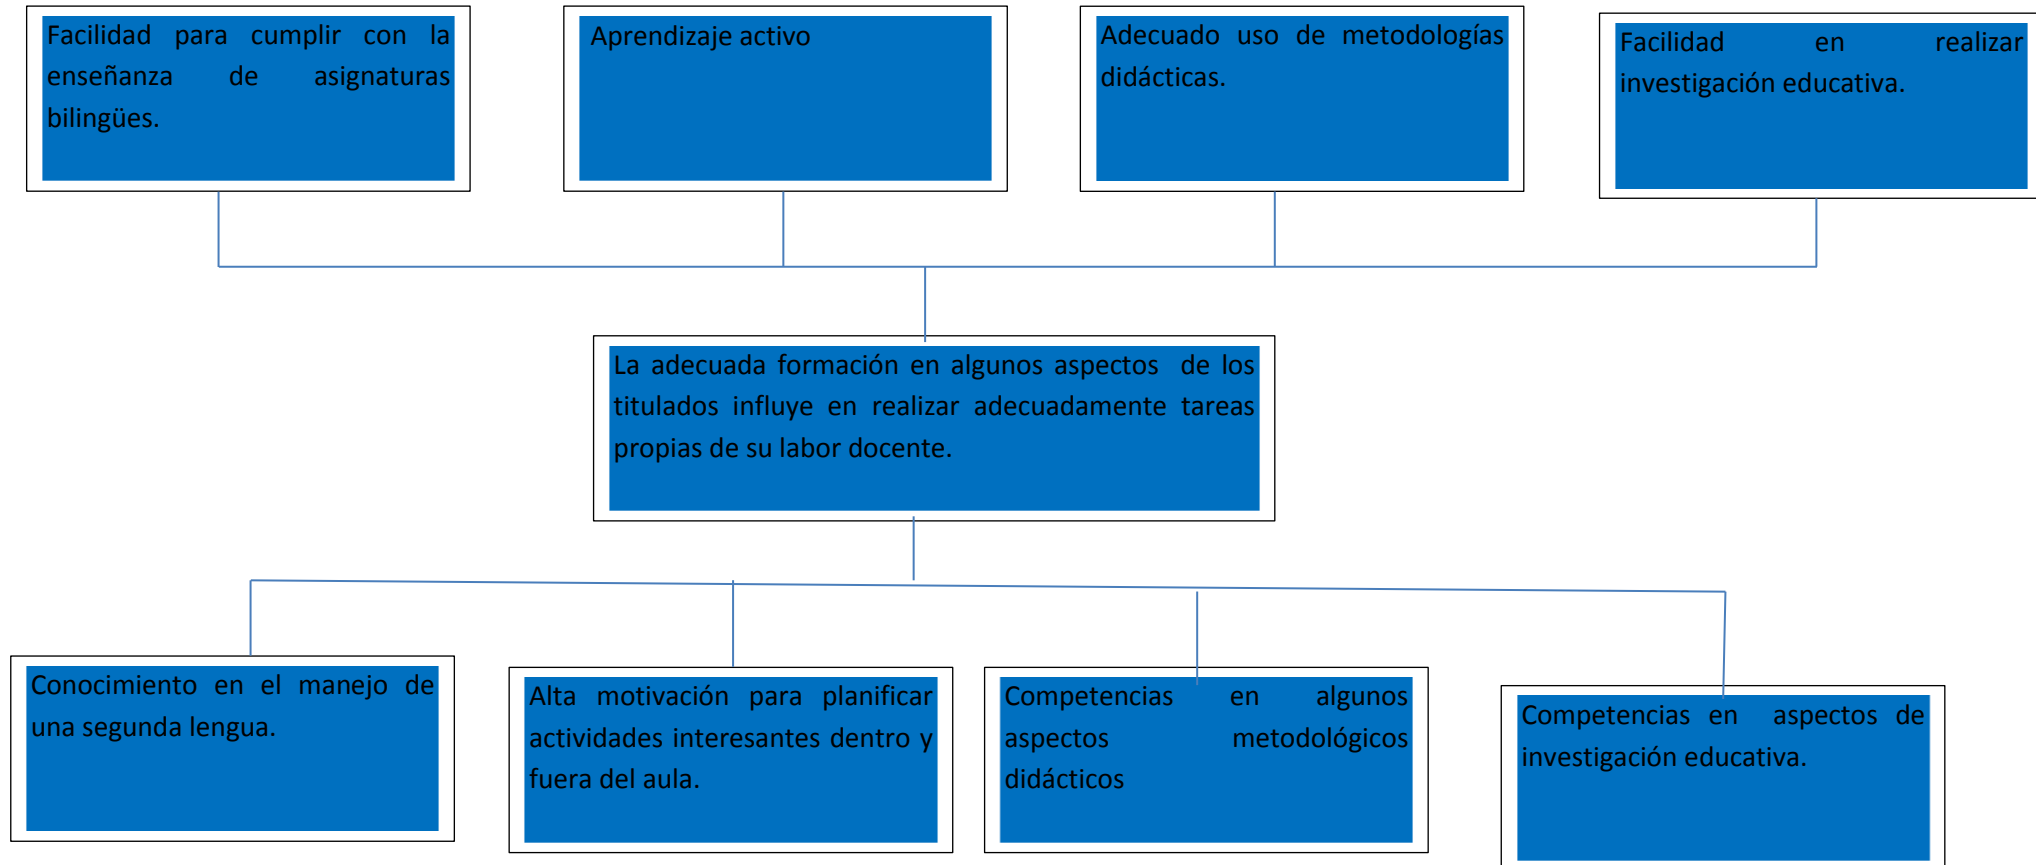 Facilidad para cumplir con la
enseñanza de asignaturas
bilingües.
Aprendizaje activo
Adecuado uso de metodologías
didácticas.
Facilidad en realizar
investigación educativa.
La adecuada formación en algunos aspectos de los
titulados influye en realizar adecuadamente tareas
propias de su labor docente.
Conocimiento en el manejo de
una segunda lengua.
Alta motivación para planificar
actividades interesantes dentro y
fuera del aula.
Competencias en algunos
aspectos metodológicos
didácticos
Competencias en aspectos de
investigación educativa.